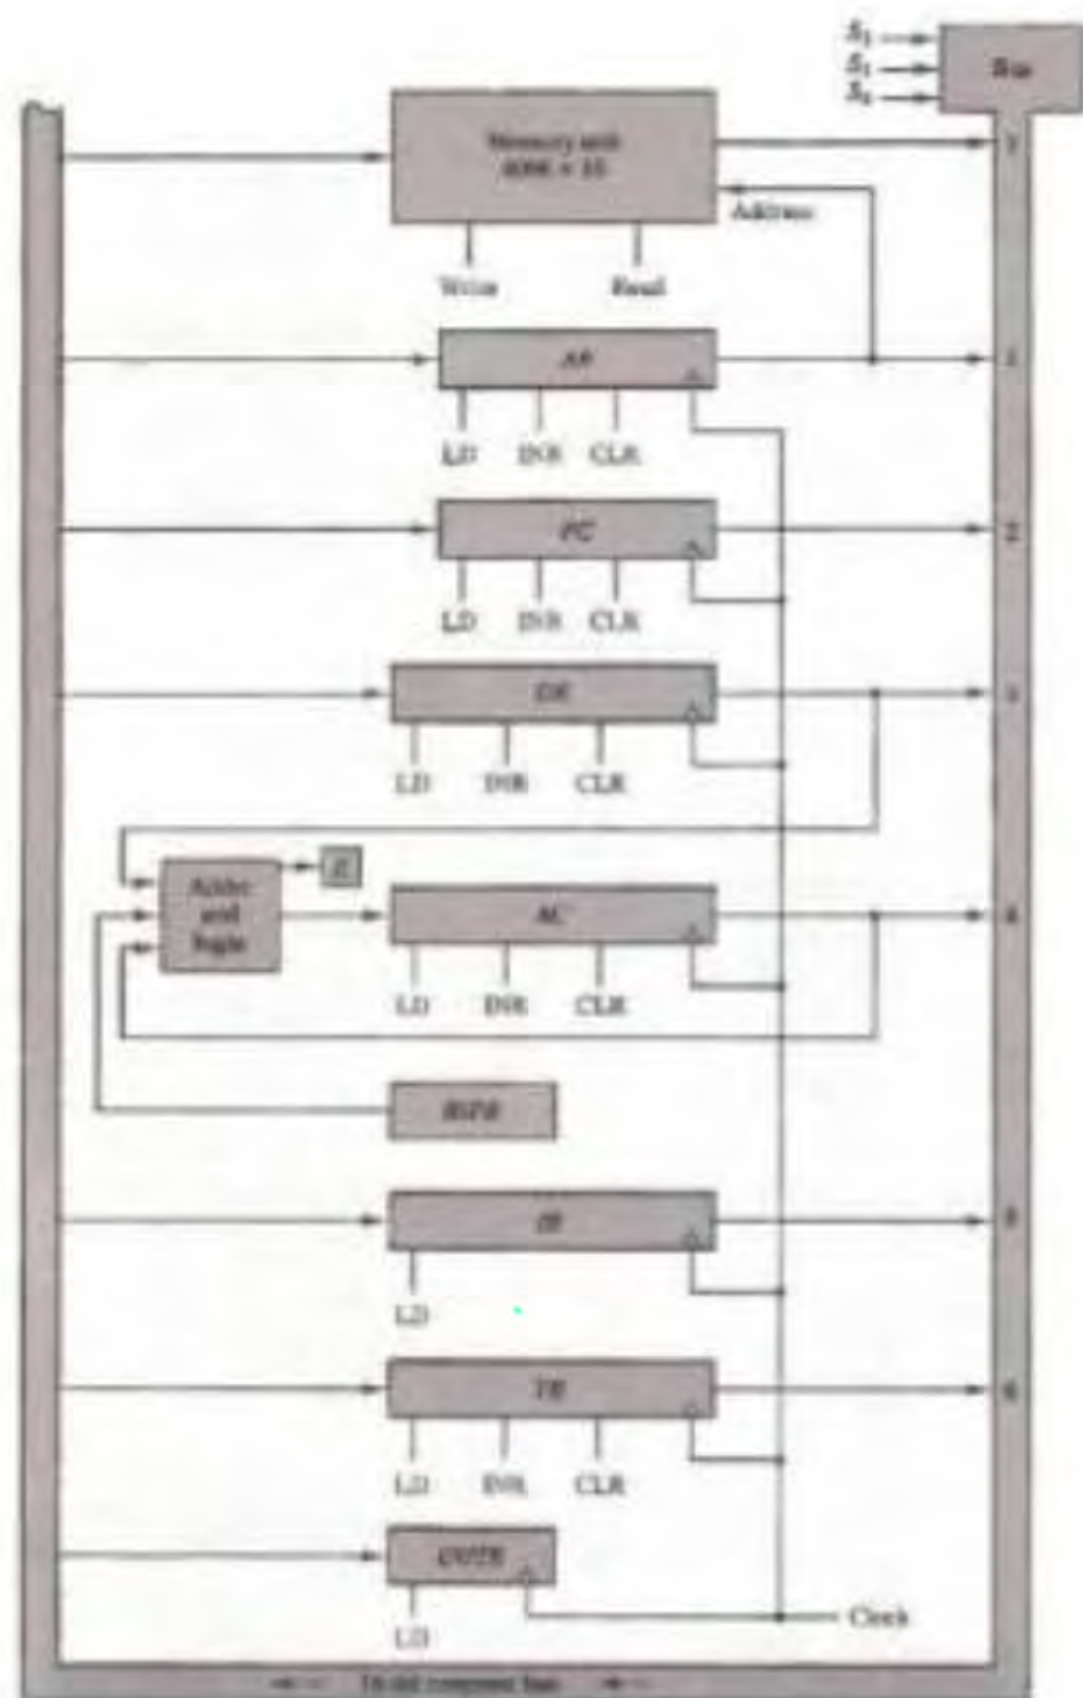 S₂
S₁
S₀
Bus
Memory unit
4096 × 16
7
Address
Write
Read
AR
1
LD INR CLR
PC
2
LD INR CLR
DR
3
LD INR CLR
Adder
and
logic
E
AC
4
LD INR CLR
INPR
IR
5
LD
TR
6
LD INR CLR
OUTR
LD
Clock
16-bit common bus